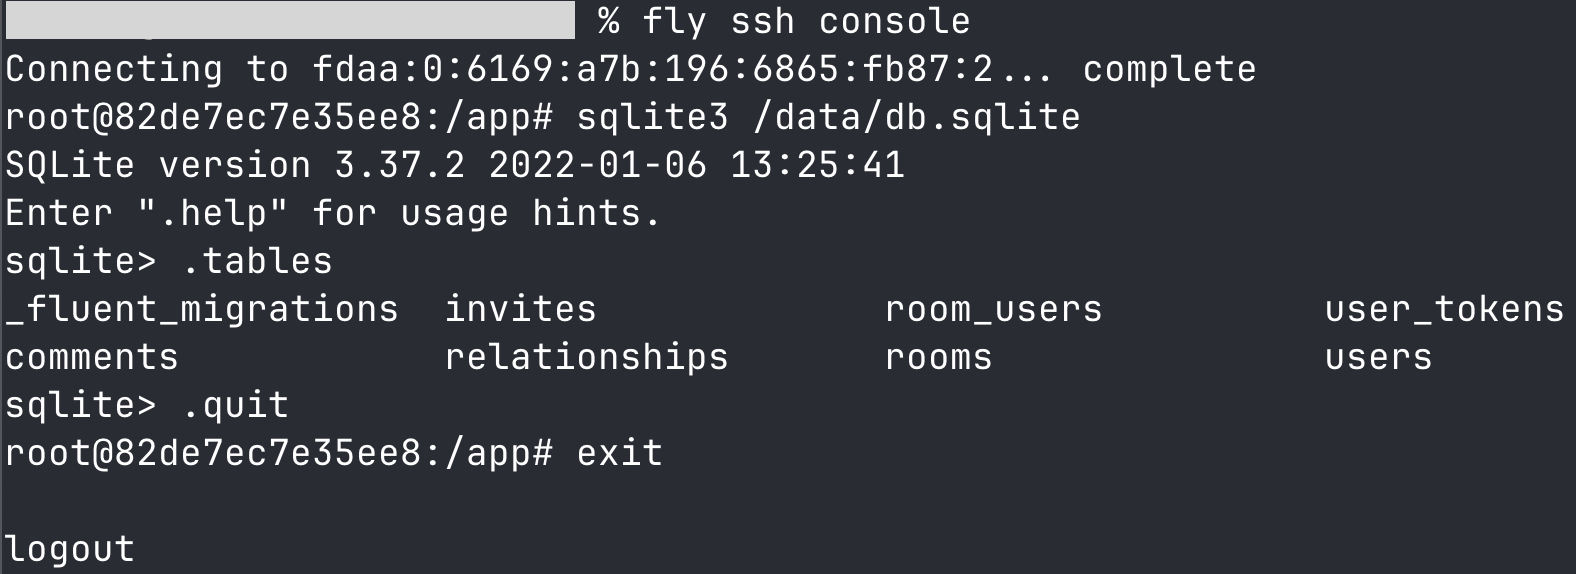 % fly ssh console
Connecting to fdaa:0:6169:a7b:196:6865:fb87:2... complete
root@82de7ec7e35ee8:/app# sqlite3 /data/db.sqlite
SQLite version 3.37.2 2022-01-06 13:25:41
Enter ".help" for usage hints.
sqlite> .tables
_fluent_migrations  invites             room_users          user_tokens
comments            relationships       rooms               users
sqlite> .quit
root@82de7ec7e35ee8:/app# exit
logout